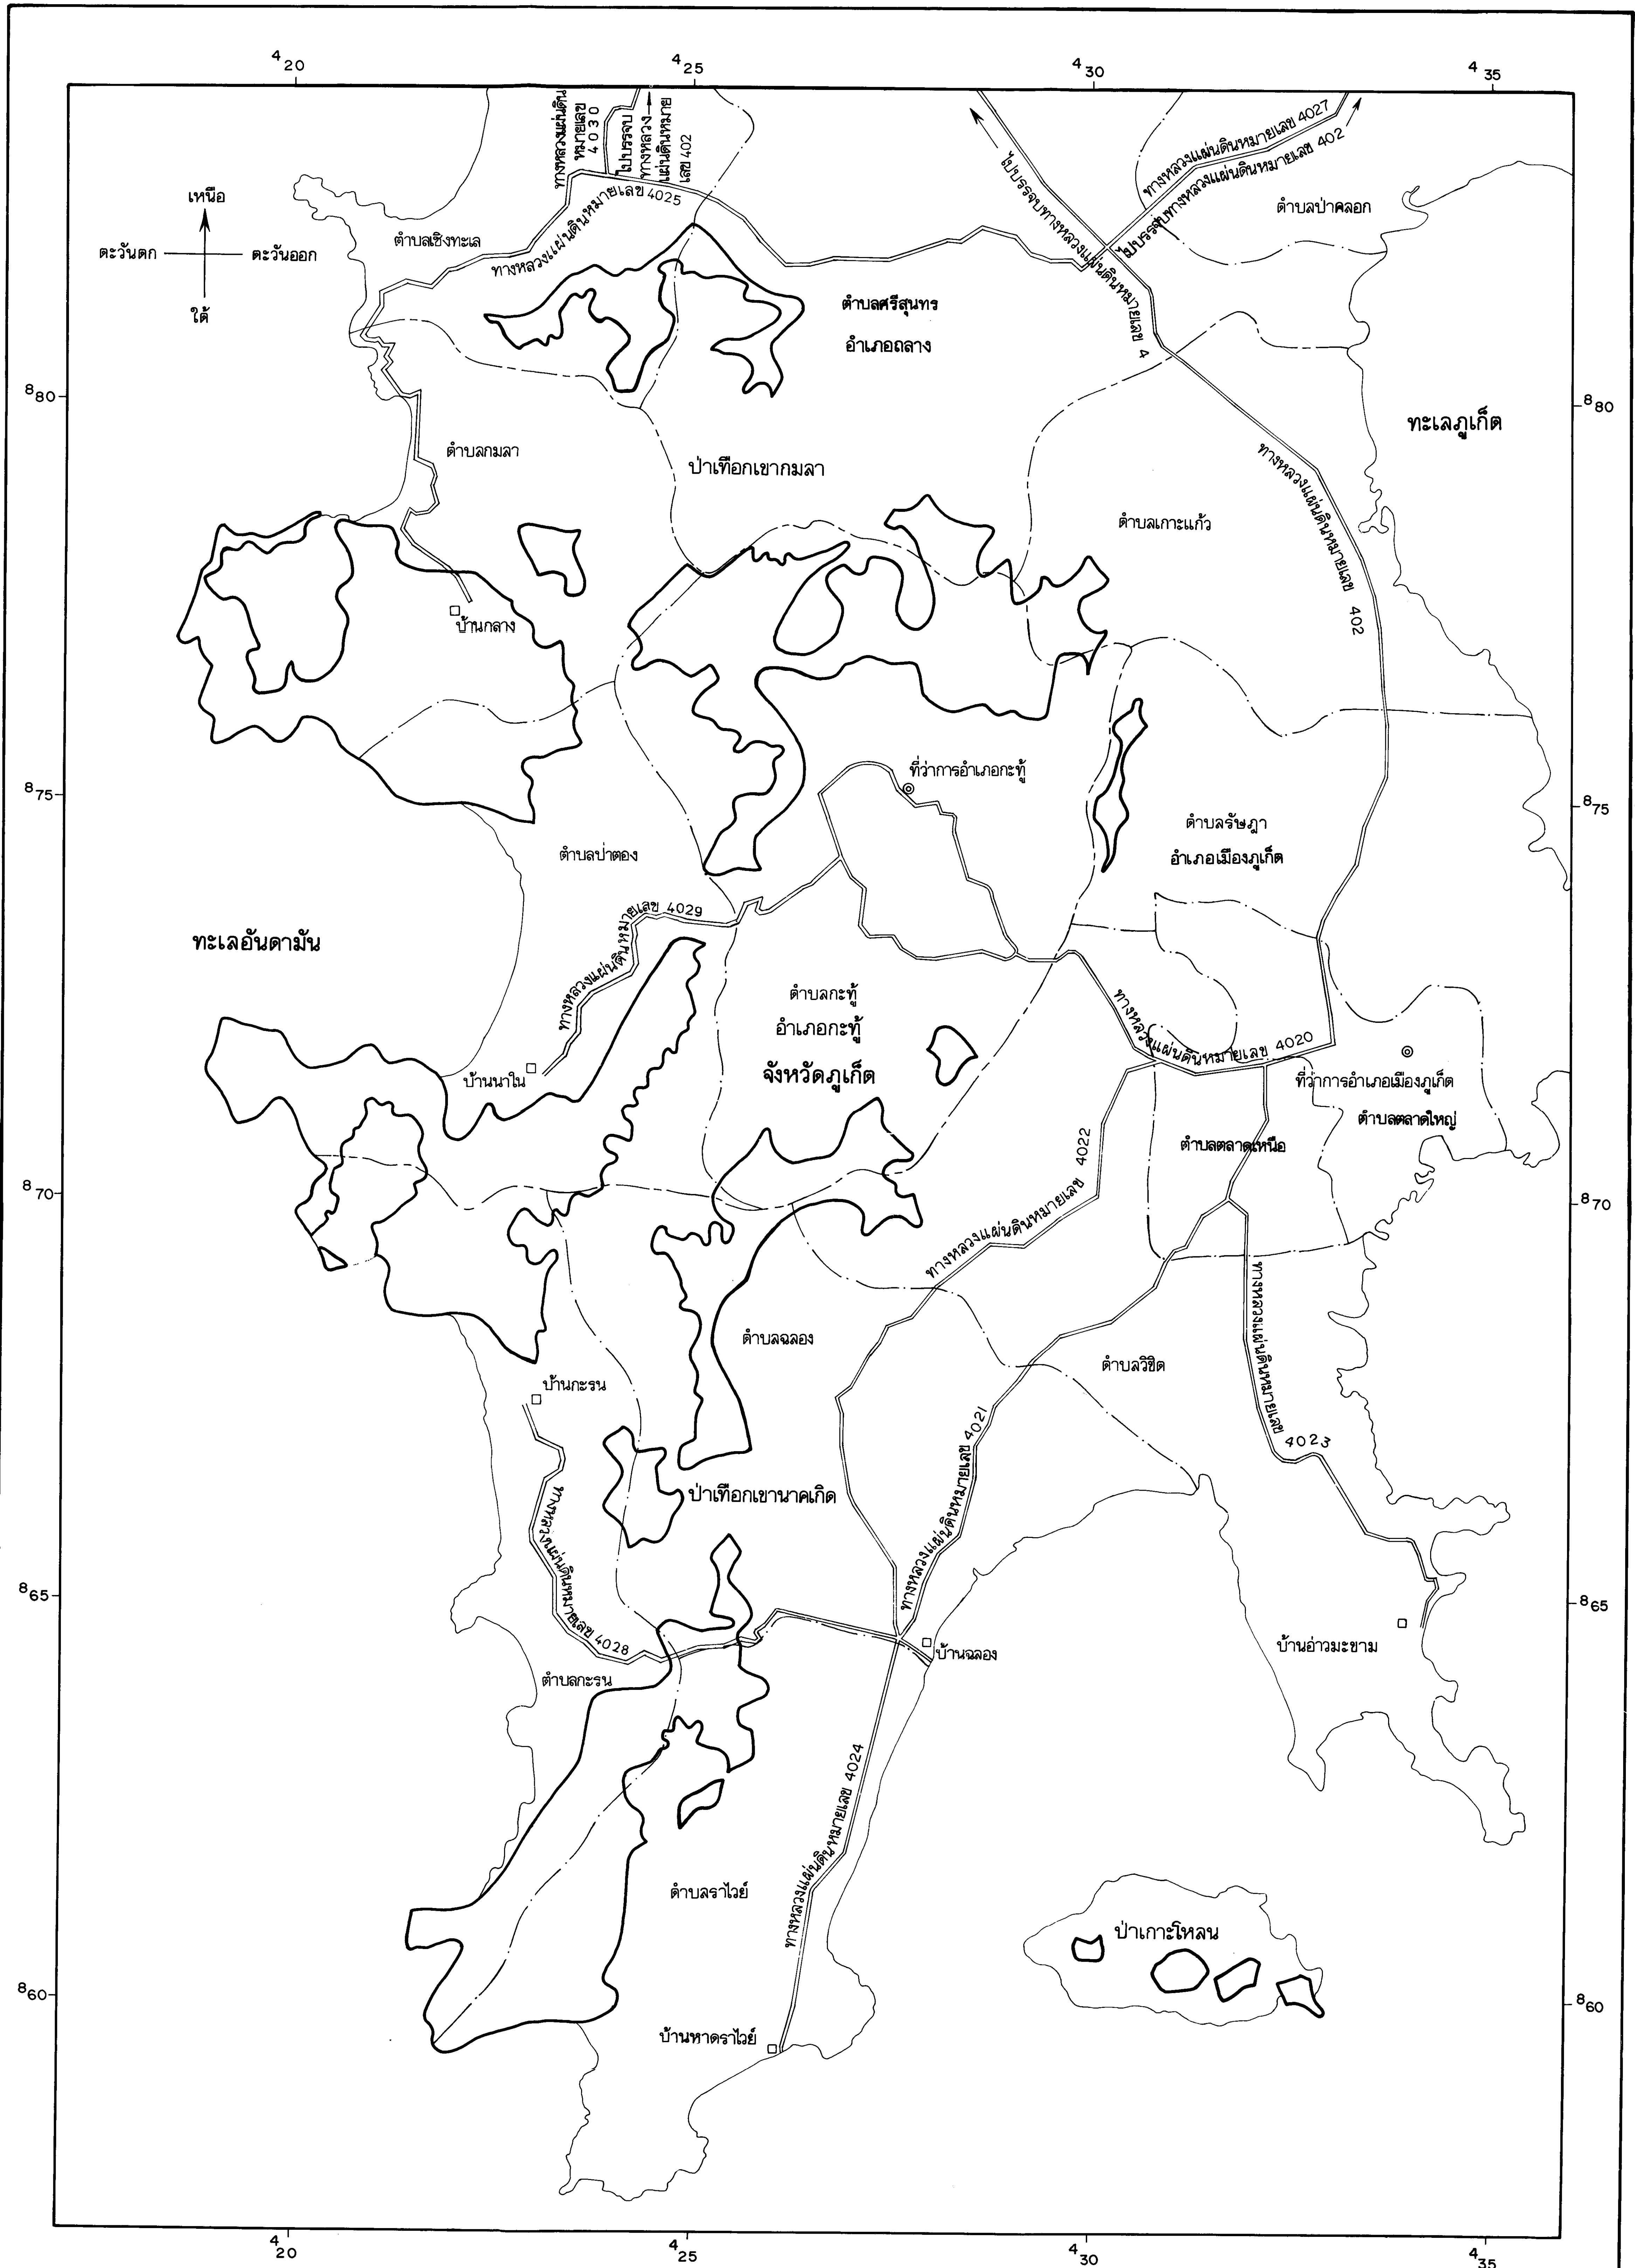 4 20
4 25
4 30
4 35
ทางหลวงแผ่นดิน
หมายเลข
4030
ไปบรรจบ
ทางหลวง
แผ่นดินหมาย
เลข 402
ทางหลวงแผ่นดินหมายเลข 4027
ไปบรรจบทางหลวงแผ่นดินหมายเลข 402
ไปบรรจบทางหลวงแผ่นดินหมายเลข 4
ตำบลป่าคลอก
เหนือ
ตะวันตก
ตะวันออก
ใต้
ตำบลเชิงทะเล
ทางหลวงแผ่นดินหมายเลข 4025
ตำบลศรีสุนทร
อำเภอถลาง
8 80
8 80
ทะเลภูเก็ต
ตำบลกมลา
ป่าเทือกเขากมลา
ทางหลวงแผ่นดินหมายเลข 402
ตำบลเกาะแก้ว
บ้านกลาง
ที่ว่าการอำเภอกะทู้
8 75
8 75
ตำบลรัษฎา
อำเภอเมืองภูเก็ต
ตำบลป่าตอง
ทางหลวงแผ่นดินหมายเลข 4029
ทะเลอันดามัน
ตำบลกะทู้
อำเภอกะทู้
จังหวัดภูเก็ต
ทางหลวงแผ่นดินหมายเลข 4020
บ้านนาใน
ที่ว่าการอำเภอเมืองภูเก็ต
ตำบลตลาดใหญ่
ตำบลตลาดเหนือ
8 70
8 70
ทางหลวงแผ่นดินหมายเลข 4022
ตำบลฉลอง
ตำบลวิชิต
ทางหลวงแผ่นดินหมายเลข 4023
บ้านกะรน
ทางหลวงแผ่นดินหมายเลข 4021
ป่าเทือกเขานาคเกิด
ทางหลวงแผ่นดินหมายเลข 4028
8 65
8 65
บ้านฉลอง
บ้านอ่าวมะขาม
ตำบลกะรน
ทางหลวงแผ่นดินหมายเลข 4024
ตำบลราไวย์
ป่าเกาะโหลน
8 60
8 60
บ้านหาดราไวย์
4 20
4 25
4 30
4 35